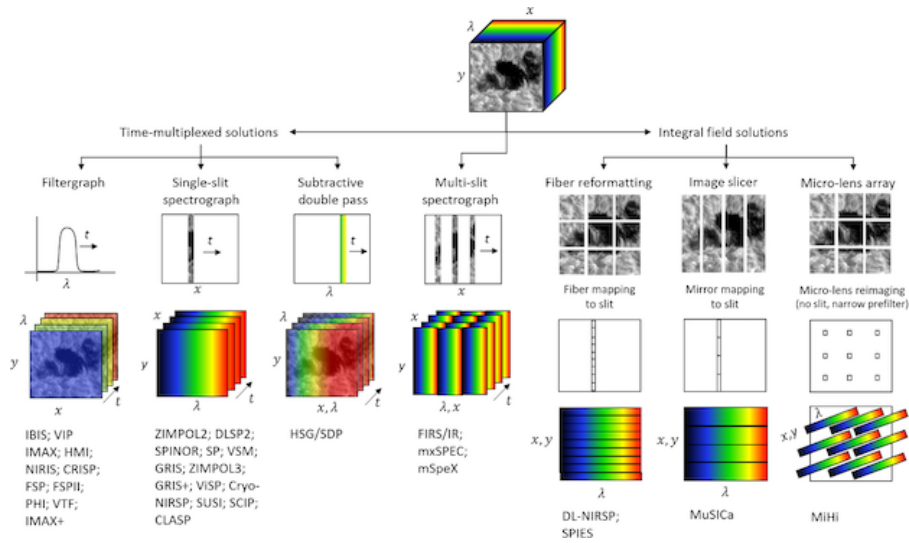 x
λ
y
Time-multiplexed solutions
Integral field solutions
Filtergraph
Single-slit
spectrograph
Subtractive
double pass
Multi-slit
spectrograph
Fiber reformatting
Image slicer
Micro-lens array
t
λ
t
x
t
λ
t
x
Fiber mapping
to slit
Mirror mapping
to slit
Micro-lens reimaging
(no slit, narrow prefilter)
λ
y
x
t
x
y
λ
t
λ
y
x, λ
t
x
y
λ, x
t
x, y
λ
x, y
λ
x,y
λ
IBIS; VIP
IMAX; HMI;
NIRIS; CRISP;
FSP; FSPII;
PHI; VTF;
IMAX+
ZIMPOL2; DLSP2;
SPINOR; SP; VSM;
GRIS; ZIMPOL3;
GRIS+; ViSP; Cryo-
NIRSP; SUSI; SCIP;
CLASP
HSG/SDP
FIRS/IR;
mxSPEC;
mSpeX
DL-NIRSP;
SPIES
MuSICa
MiHi